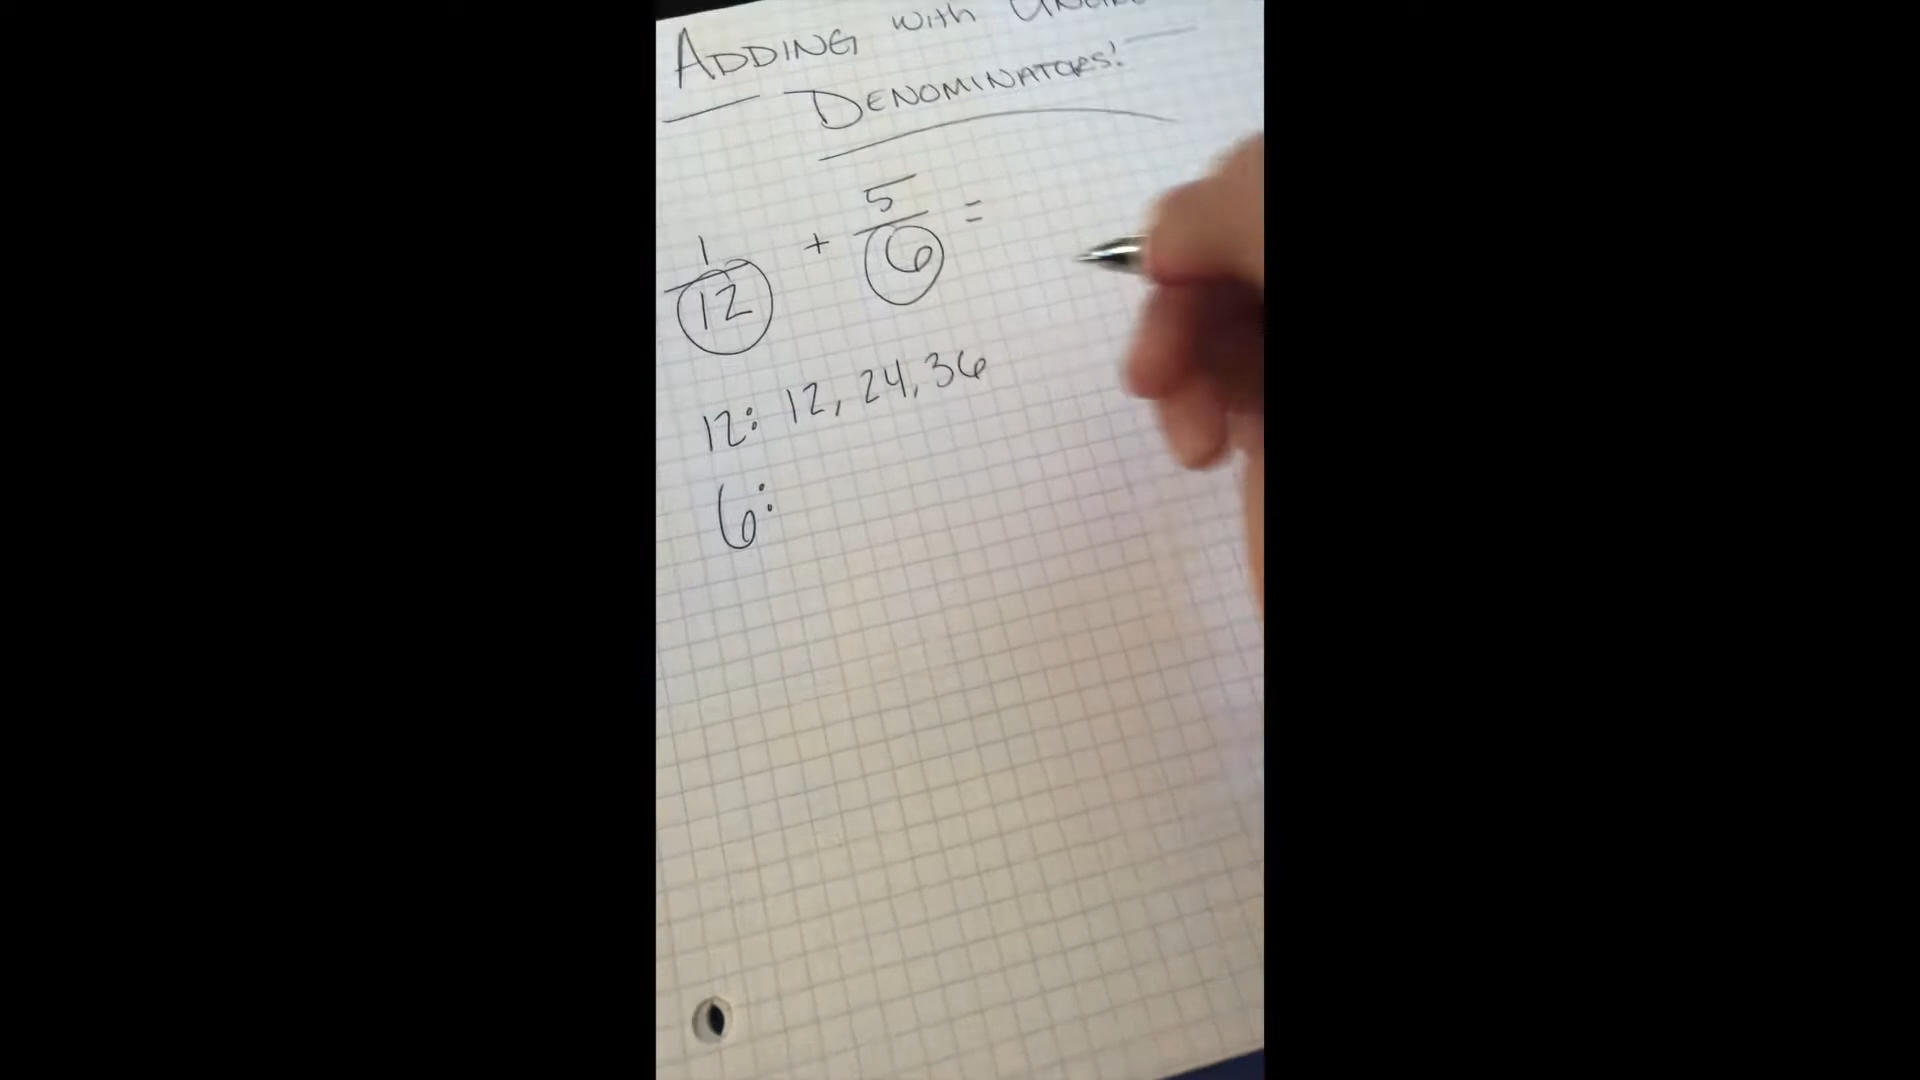 ADDING with
DENOMINATORS!
1/12 + 5/6 =
12: 12, 24, 36
6: